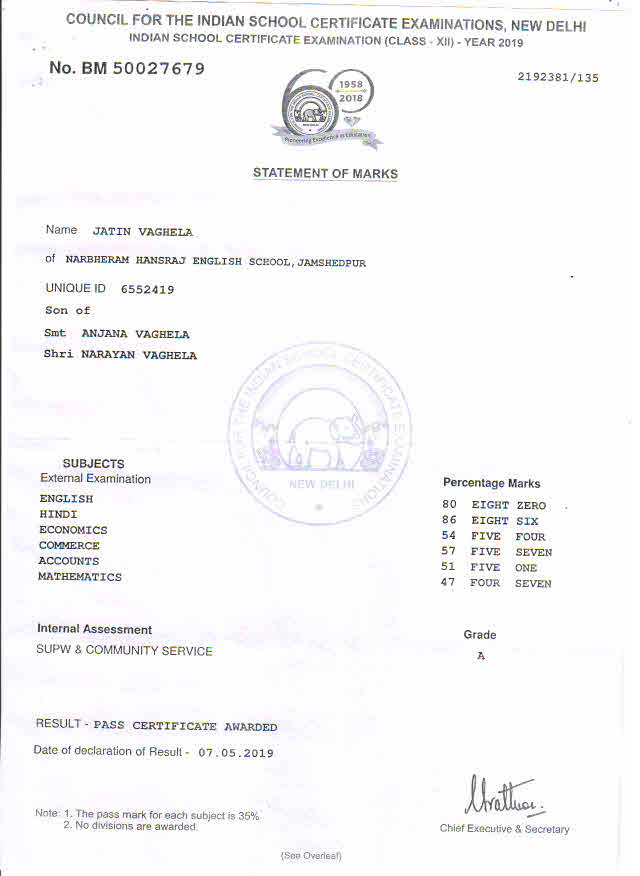 COUNCIL FOR THE INDIAN SCHOOL CERTIFICATE EXAMINATIONS, NEW DELHI
INDIAN SCHOOL CERTIFICATE EXAMINATION (CLASS - XII) - YEAR 2019
No. BM 50027679
2192381/135
1958
2018
NEW DELHI
Pioneering Excellence in Education
STATEMENT OF MARKS
Name JATIN VAGHELA
of NARBHERAM HANSRAJ ENGLISH SCHOOL, JAMSHEDPUR
UNIQUE ID 6552419
Son of
Smt ANJANA VAGHELA
Shri NARAYAN VAGHELA
COUNCIL FOR THE INDIAN SCHOOL CERTIFICATE EXAMINATIONS
NEW DELHI
SUBJECTS
External Examination Percentage Marks
ENGLISH 80 EIGHT ZERO
HINDI 86 EIGHT SIX
ECONOMICS 54 FIVE FOUR
COMMERCE 57 FIVE SEVEN
ACCOUNTS 51 FIVE ONE
MATHEMATICS 47 FOUR SEVEN
Internal Assessment Grade
SUPW & COMMUNITY SERVICE A
RESULT - PASS CERTIFICATE AWARDED
Date of declaration of Result - 07.05.2019
Note: 1. The pass mark for each subject is 35%
2. No divisions are awarded.
Chief Executive & Secretary
(See Overleaf)